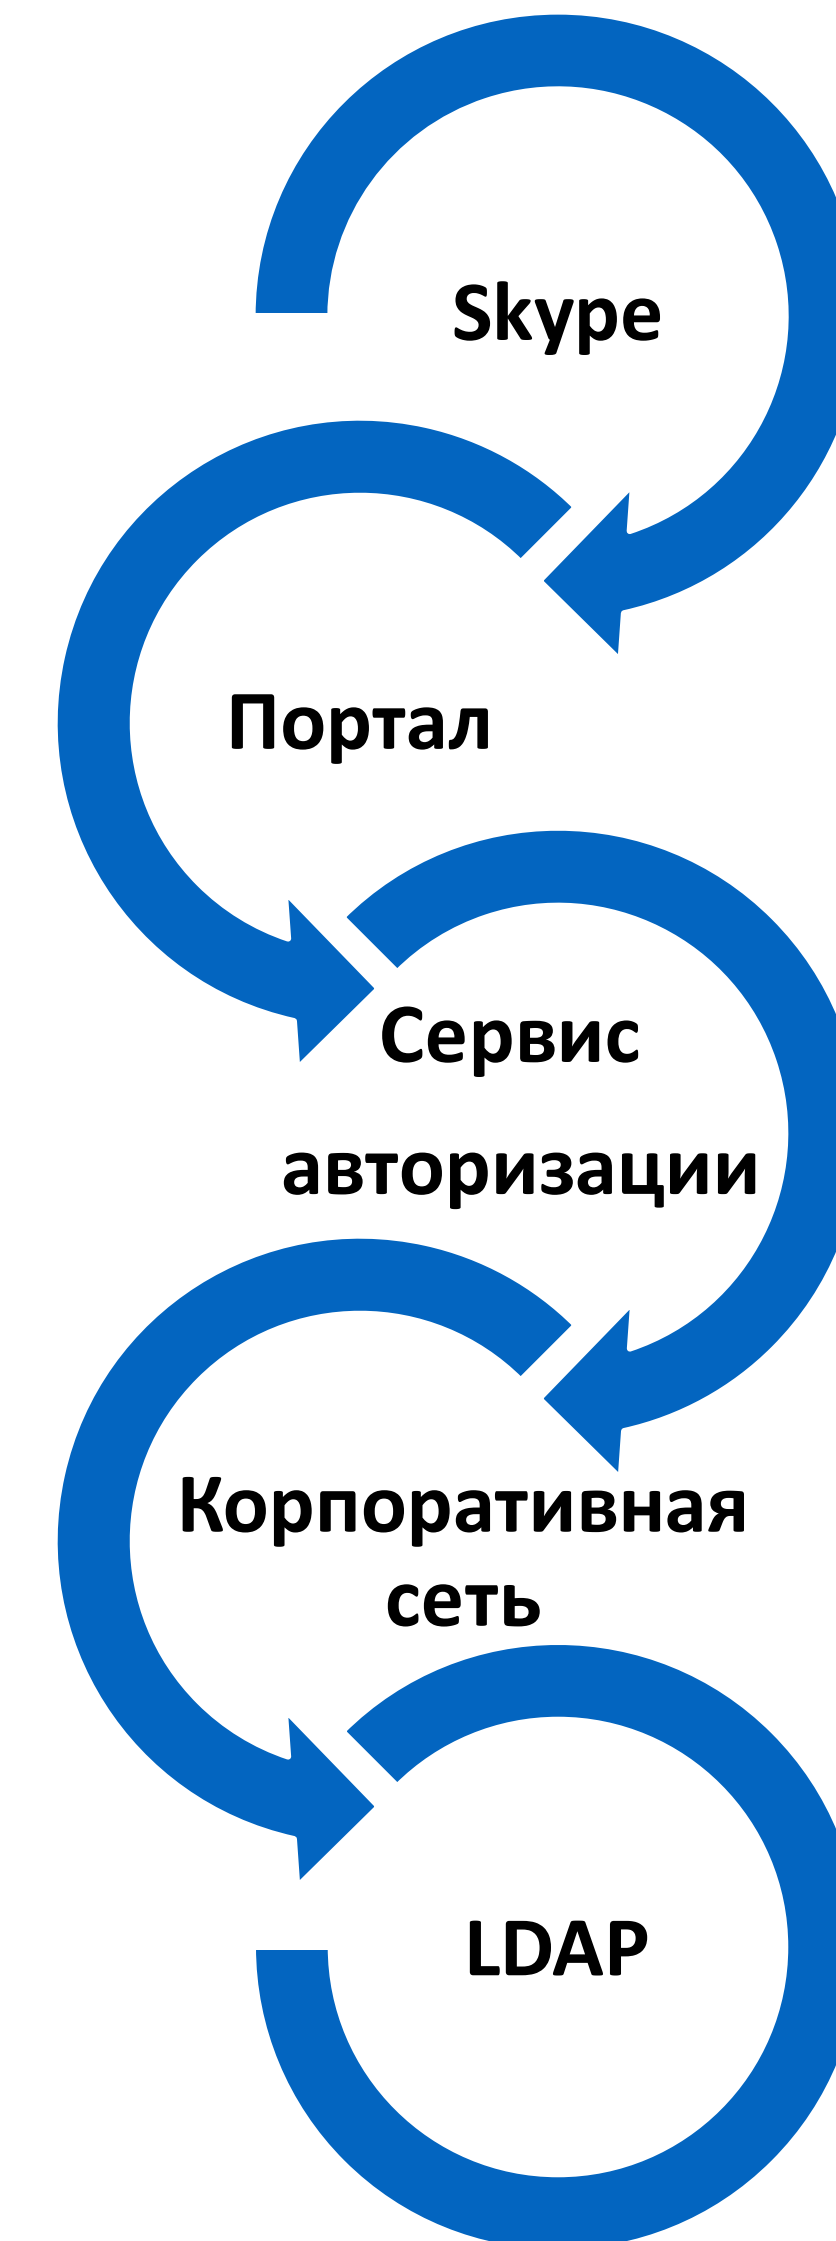 Skype
Портал
Сервис
авторизации
Корпоративная
сеть
LDAP